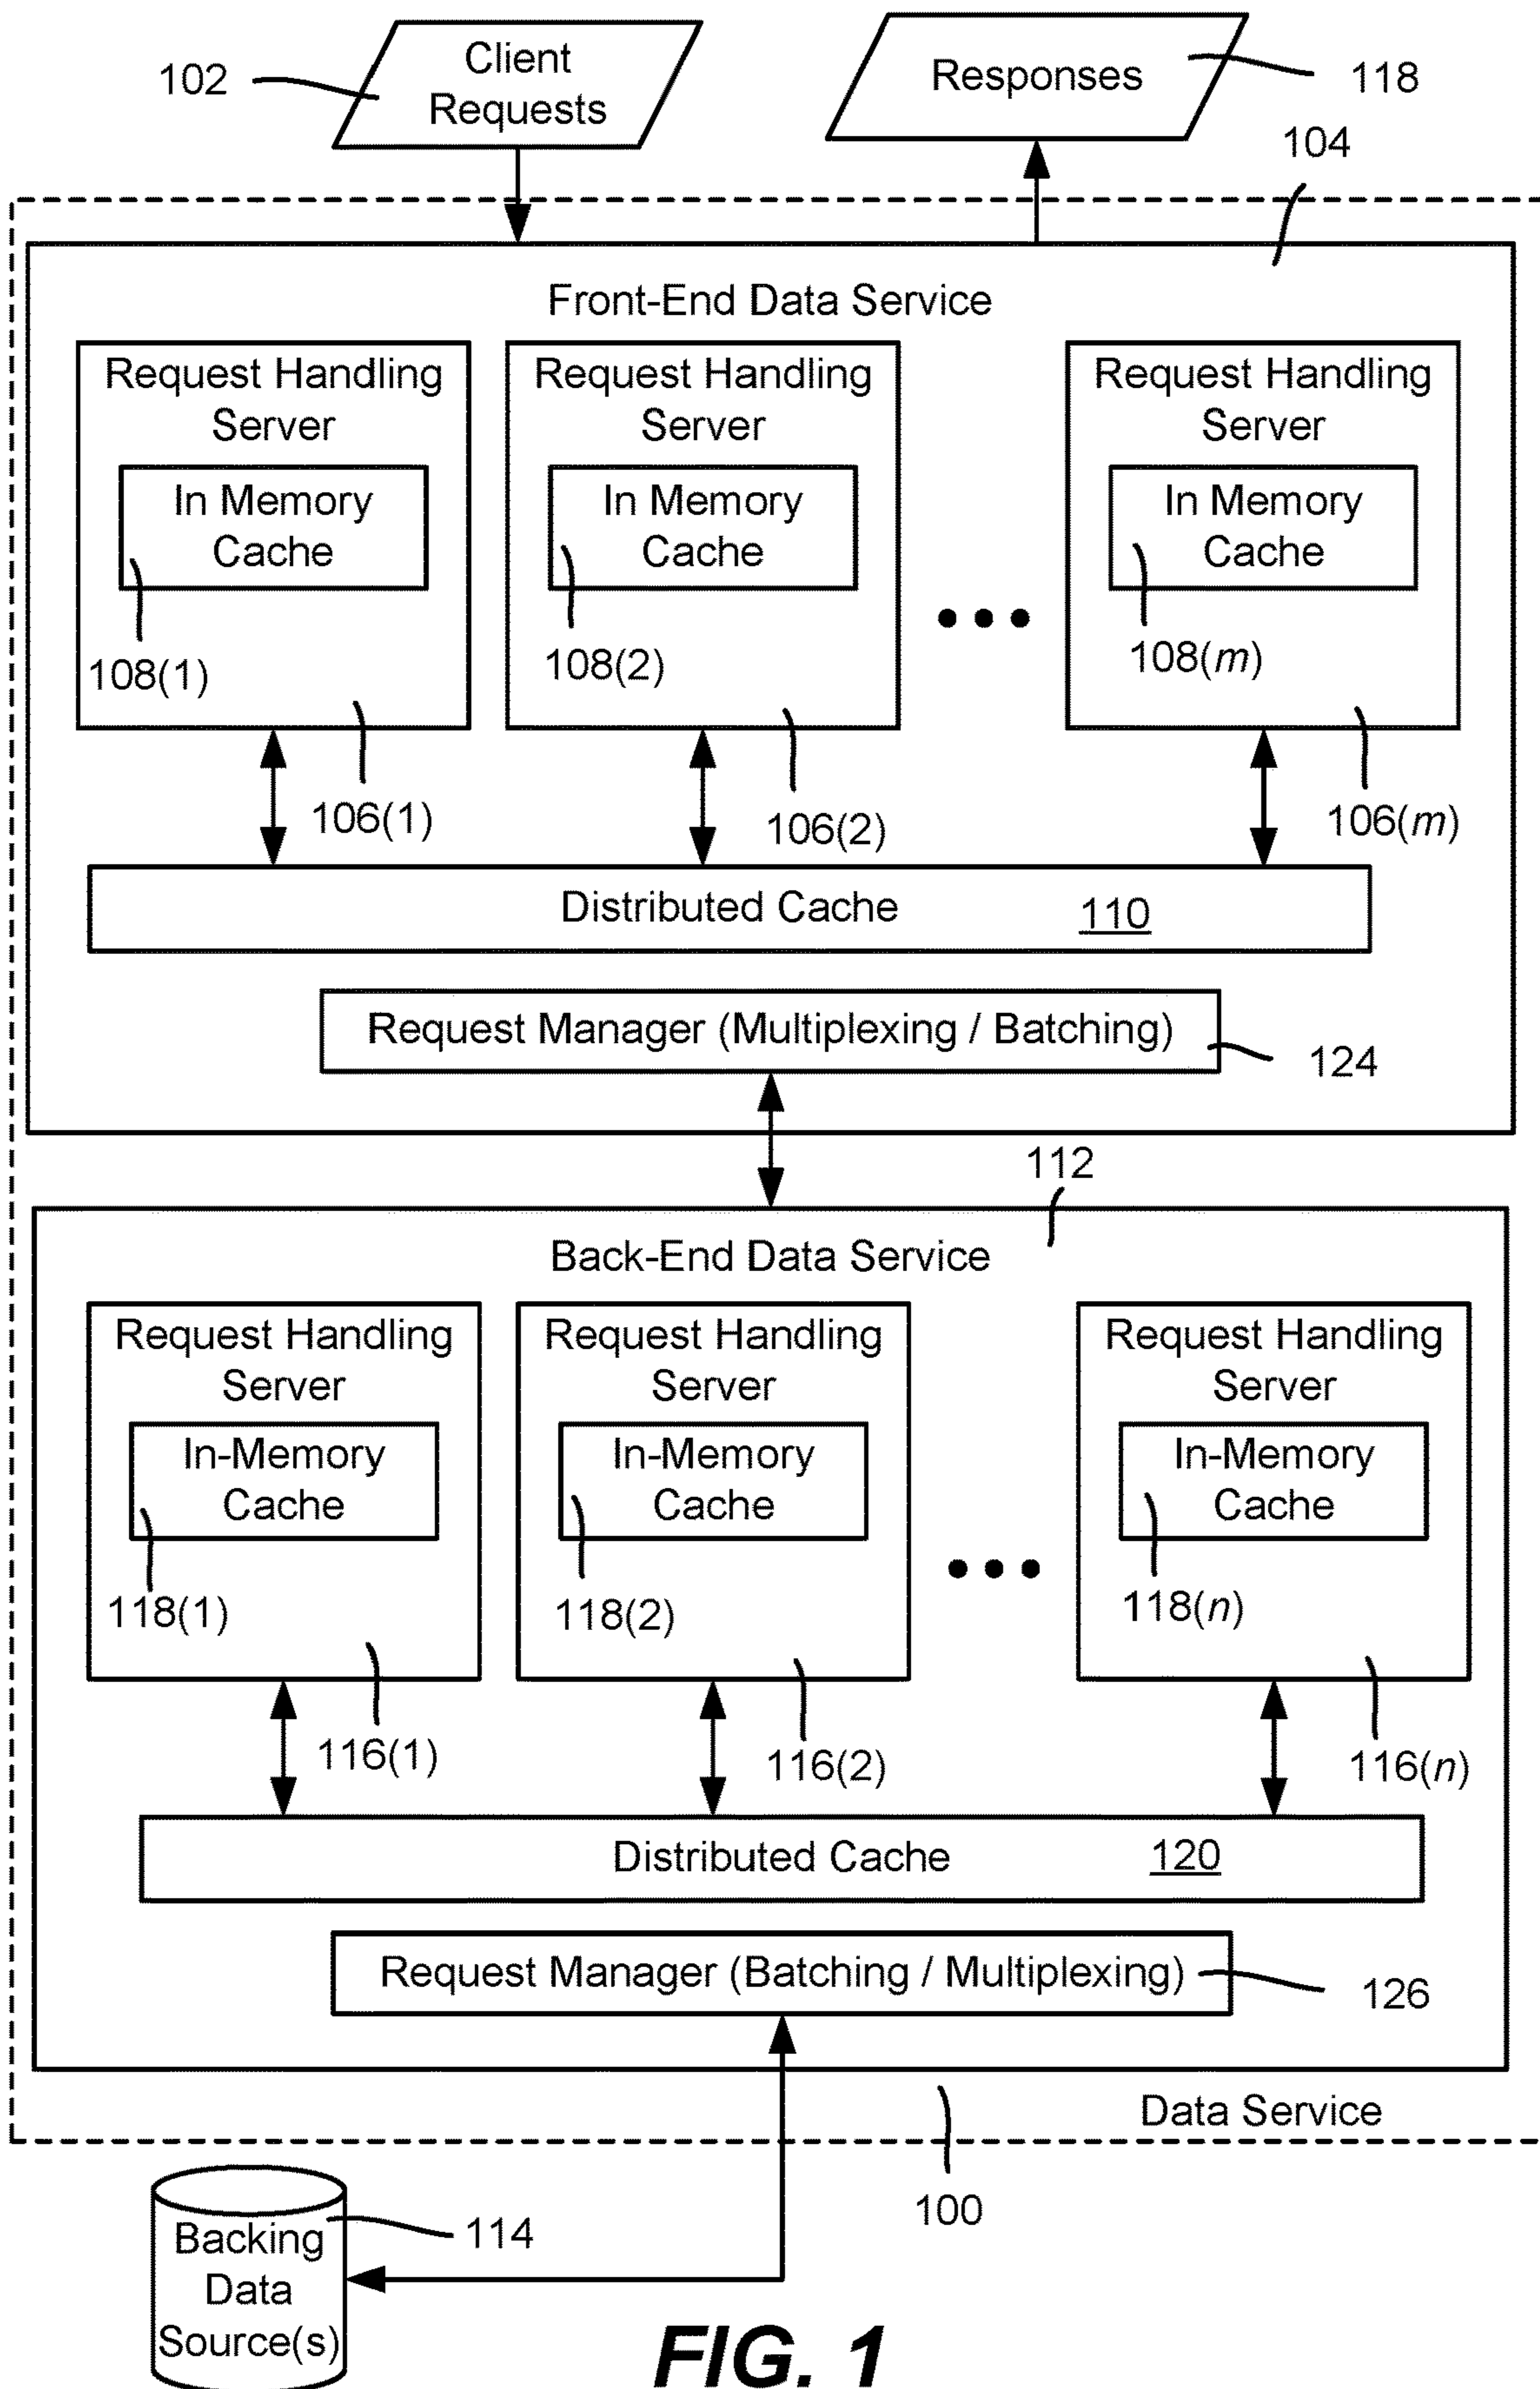 102
Client
Requests
Responses
118
104
Front-End Data Service
Request Handling
Server
In Memory
Cache
108(1)
106(1)
Request Handling
Server
In Memory
Cache
108(2)
106(2)
Request Handling
Server
In Memory
Cache
108(m)
106(m)
Distributed Cache 110
Request Manager (Multiplexing / Batching)
124
112
Back-End Data Service
Request Handling
Server
In-Memory
Cache
118(1)
116(1)
Request Handling
Server
In-Memory
Cache
118(2)
116(2)
Request Handling
Server
In-Memory
Cache
118(n)
116(n)
Distributed Cache 120
Request Manager (Batching / Multiplexing)
126
Data Service
100
Backing
Data
Source(s)
114
FIG. 1